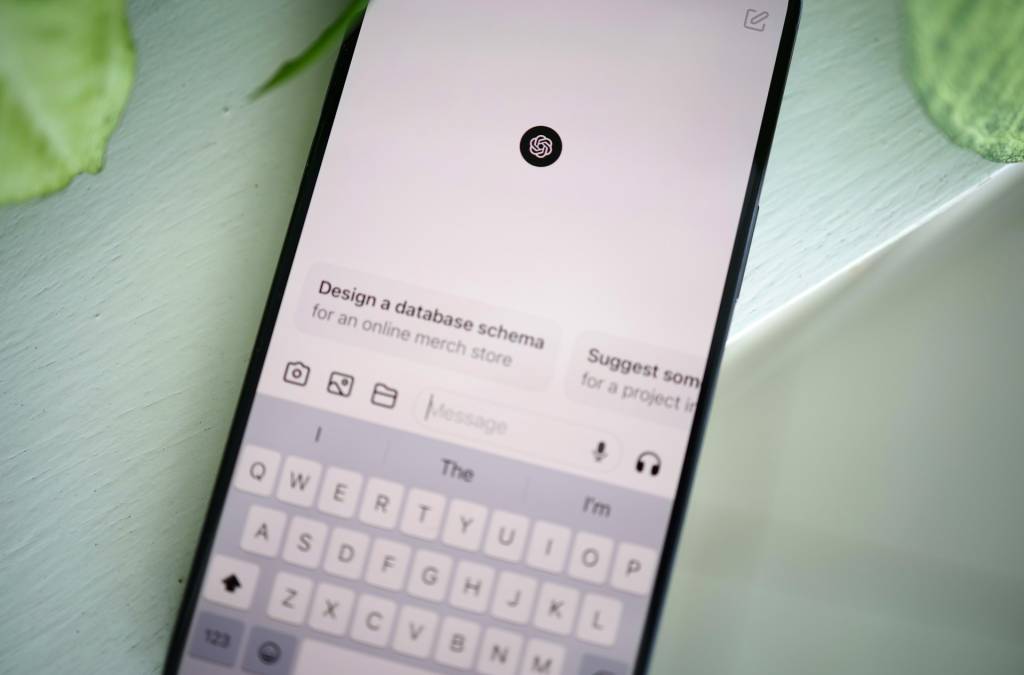 Design a database schema
for an online merch store
Suggest som
for a project in
Message
I The I'm
Q W E R T Y U I O P
A S D F G H J K L
Z X C V B N M
123